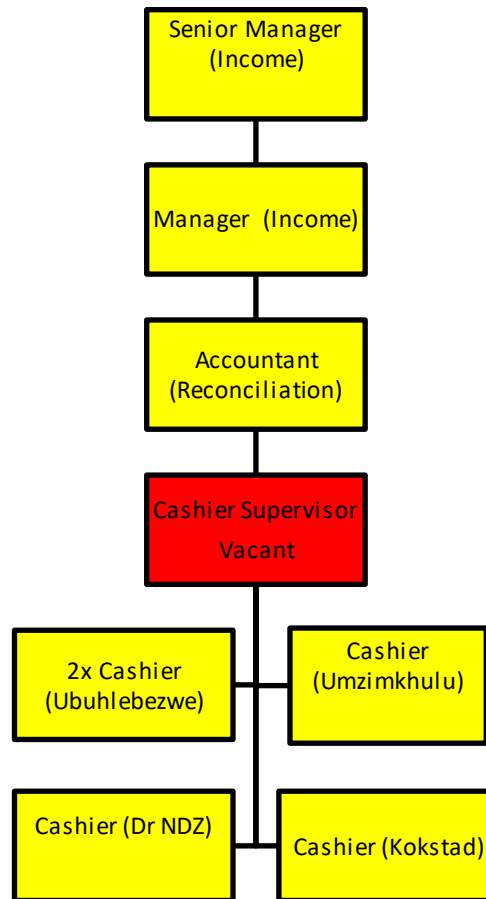 Senior Manager
(Income)
Manager (Income)
Accountant
(Reconciliation)
Cashier Supervisor
Vacant
2x Cashier
(Ubuhlebezwe)
Cashier
(Umzimkhulu)
Cashier (Dr NDZ)
Cashier (Kokstad)